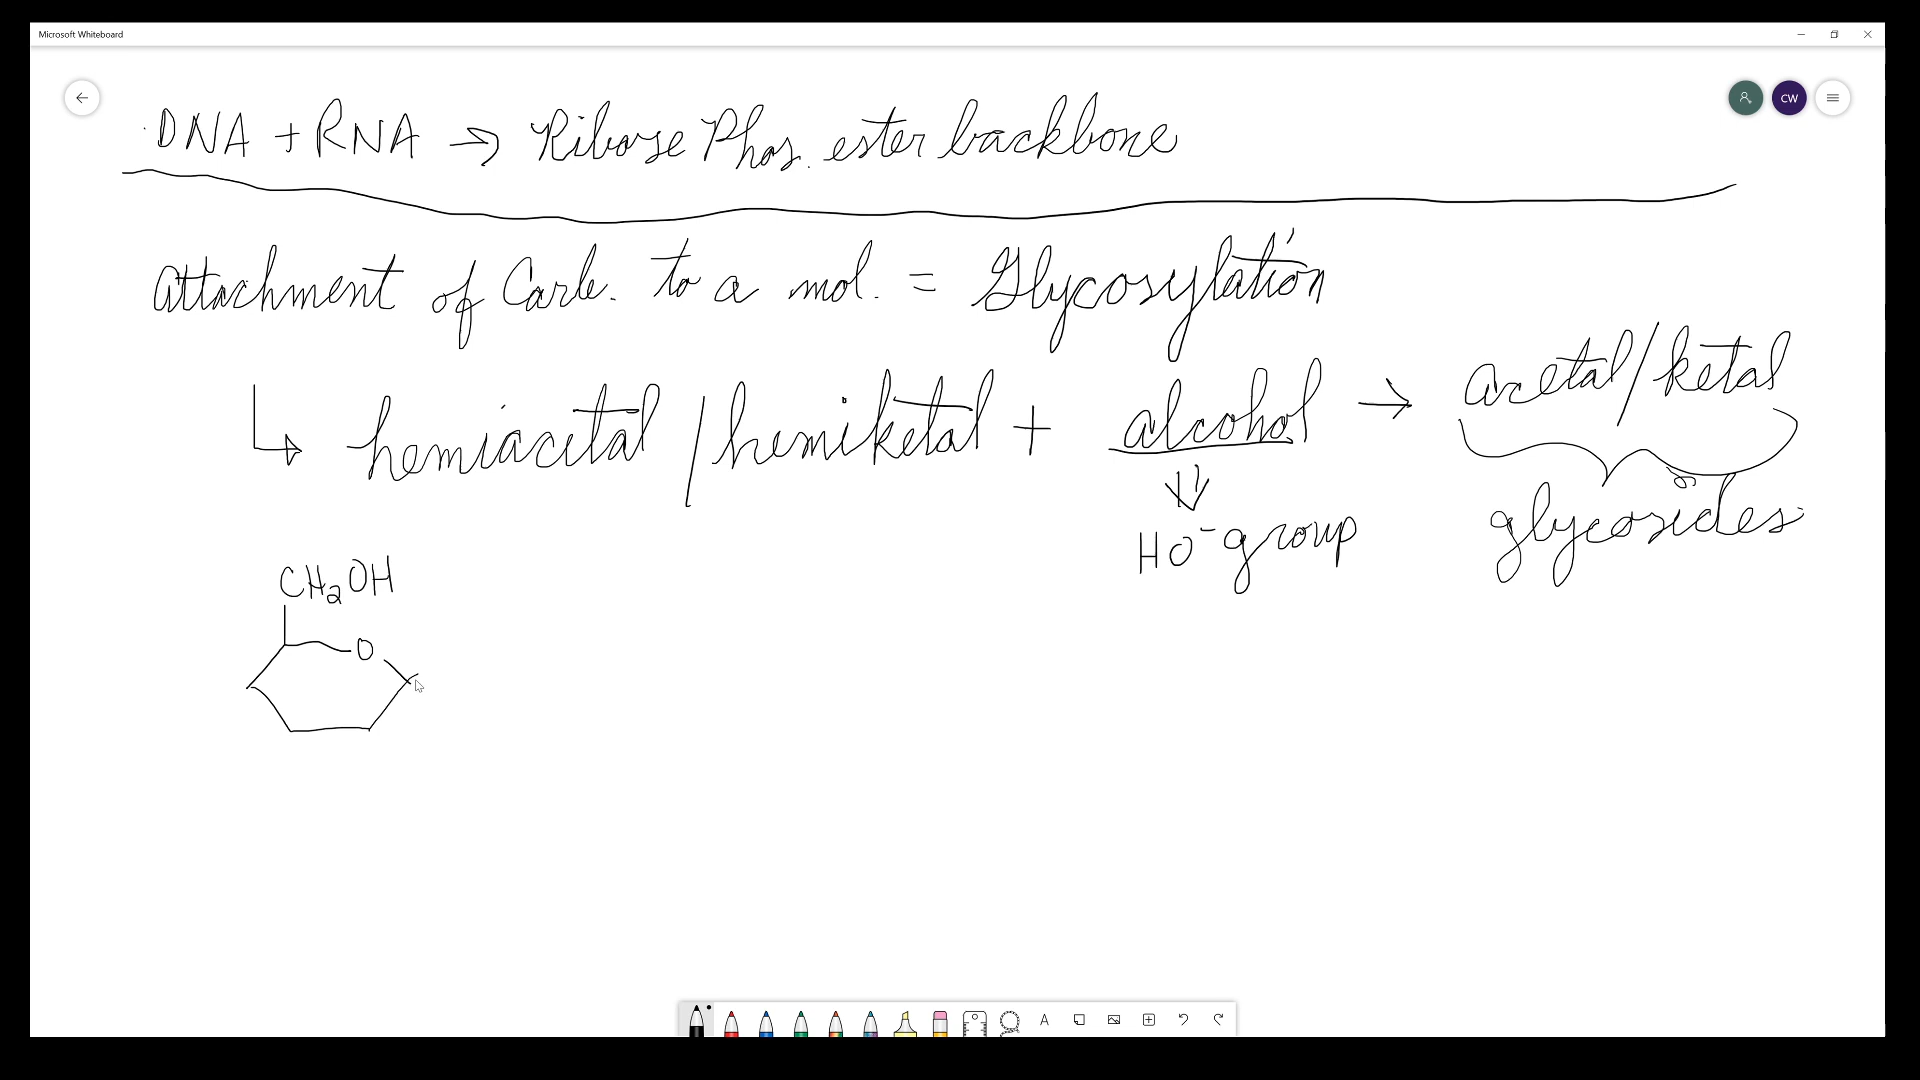 Microsoft Whiteboard
CW
DNA + RNA → Ribose Phos. ester backbone
attachment of Carb. to a mol. = Glycosylation
hemiacetal/hemiketal + alcohol → acetal/ketal
HO- group
glycosides
CH2OH
O
A